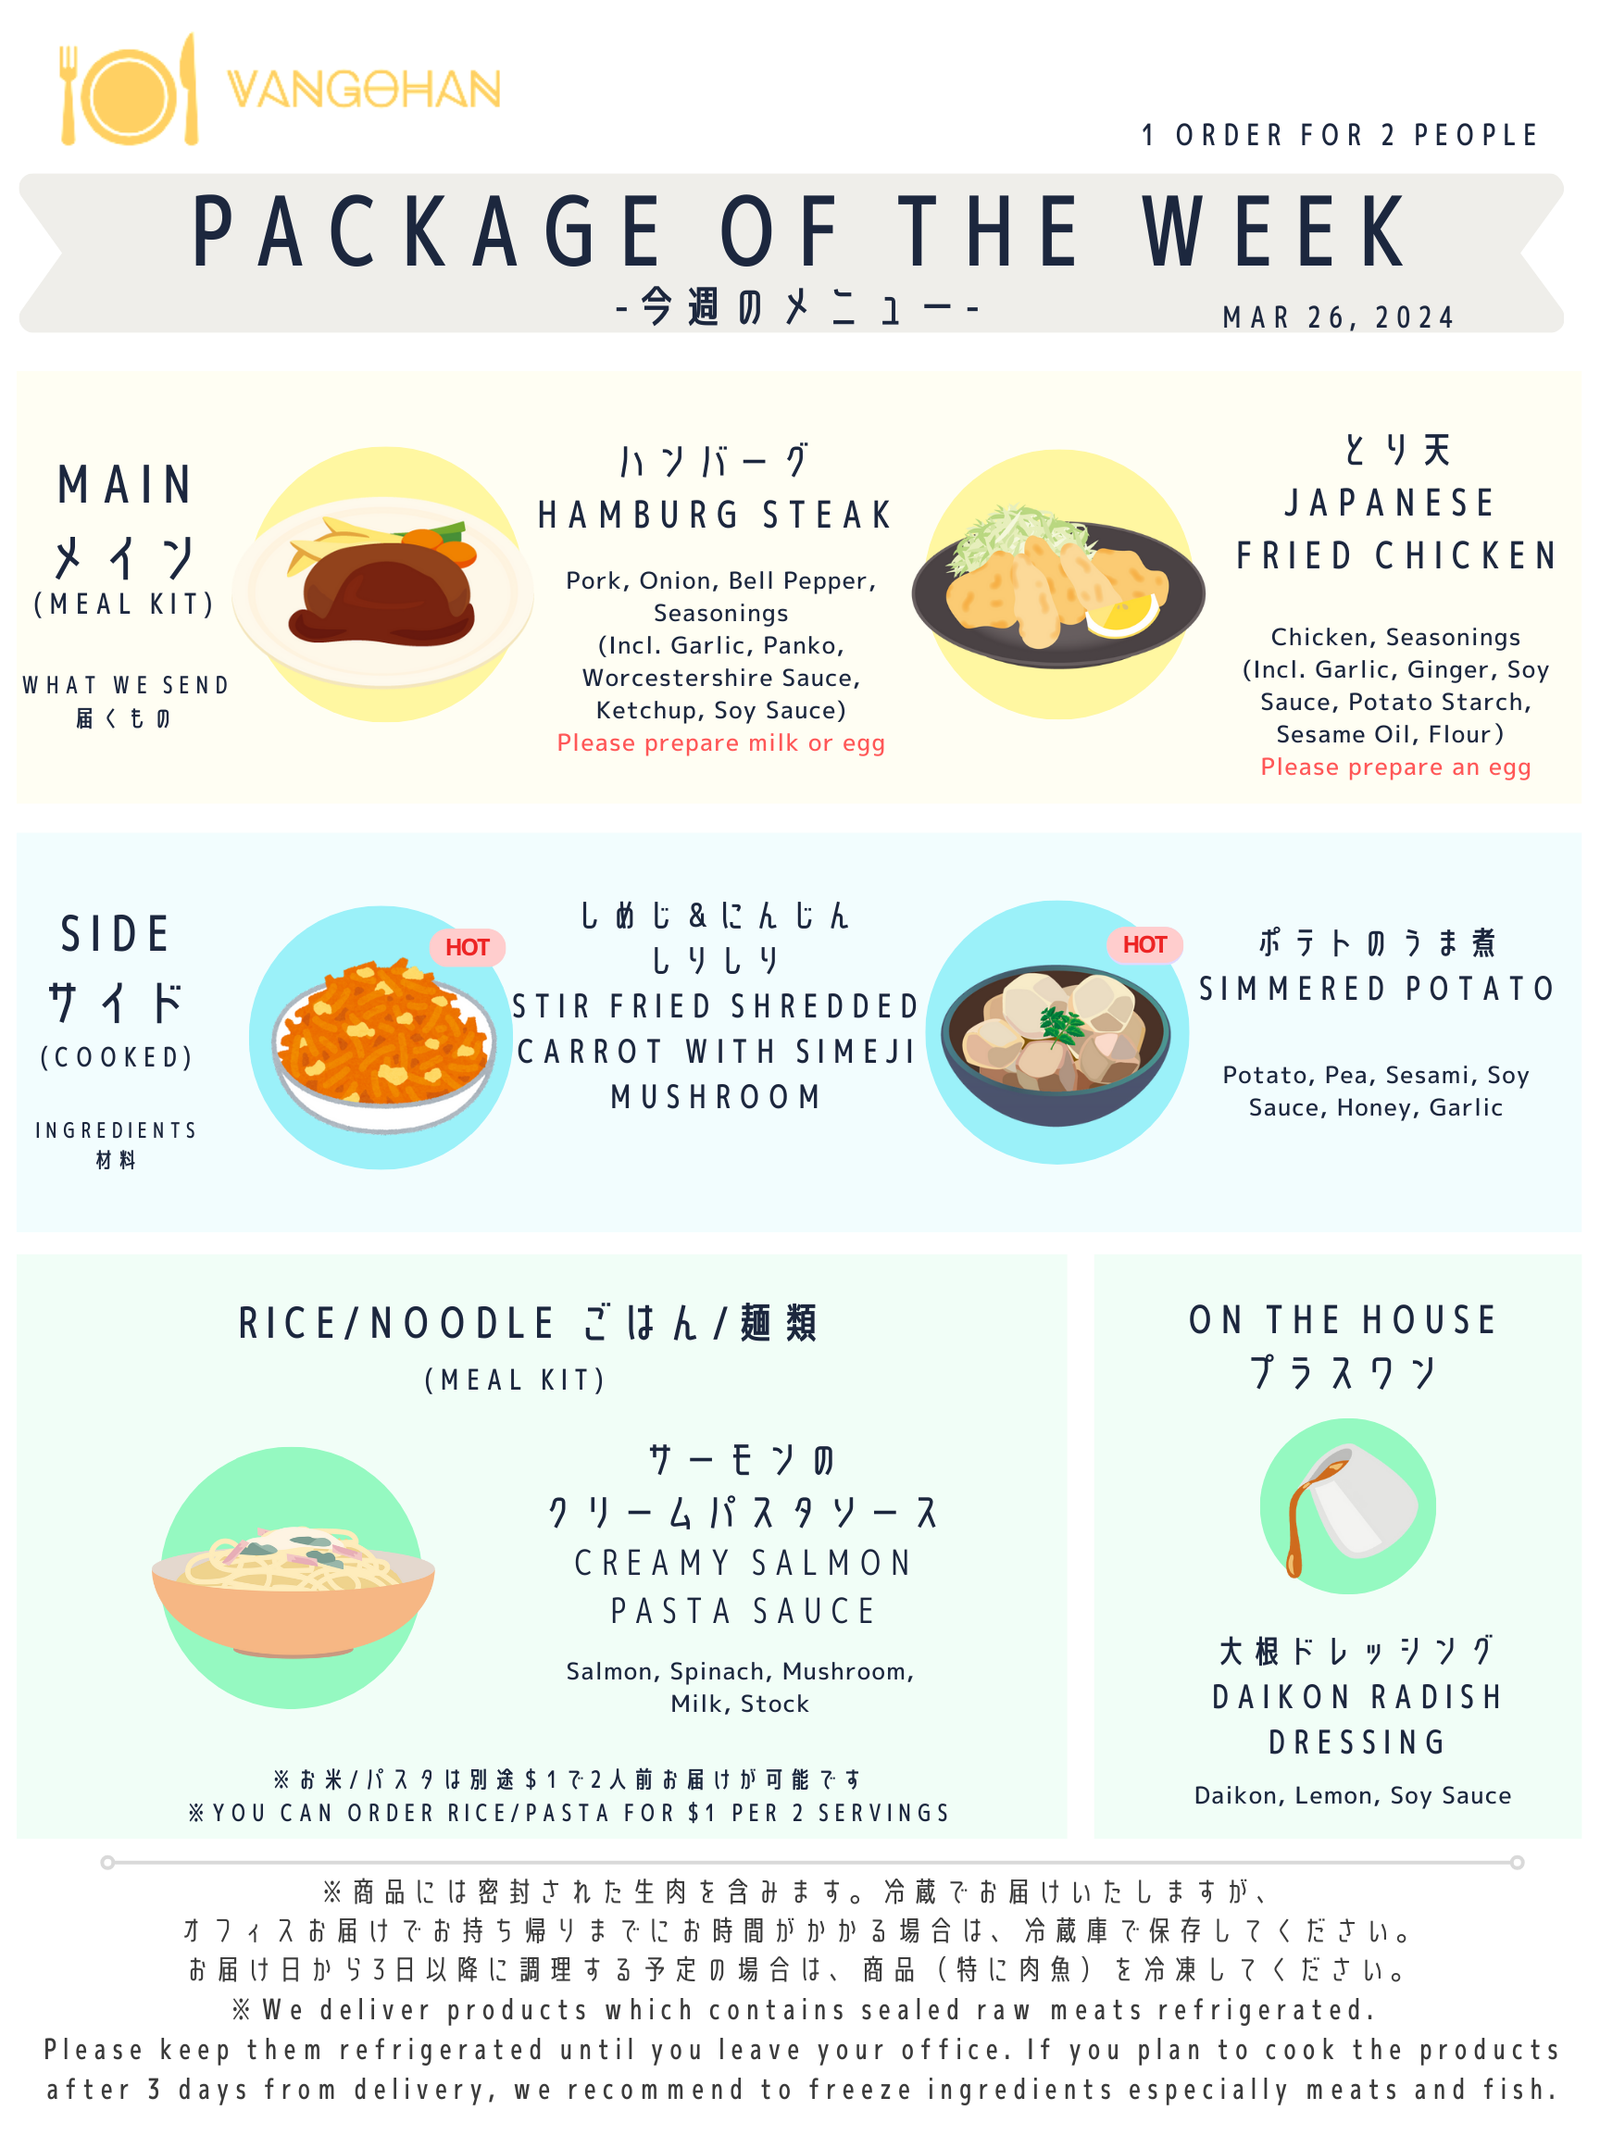 VANGOHAN
1 ORDER FOR 2 PEOPLE
PACKAGE OF THE WEEK
-今週のメニュー-
MAR 26, 2024
MAIN
メイン
(MEAL KIT)
WHAT WE SEND
届くもの
ハンバーグ
HAMBURG STEAK
Pork, Onion, Bell Pepper,
Seasonings
(Incl. Garlic, Panko,
Worcestershire Sauce,
Ketchup, Soy Sauce)
Please prepare milk or egg
とり天
JAPANESE
FRIED CHICKEN
Chicken, Seasonings
(Incl. Garlic, Ginger, Soy
Sauce, Potato Starch,
Sesame Oil, Flour)
Please prepare an egg
SIDE
サイド
(COOKED)
INGREDIENTS
材料
HOT
しめじ&にんじん
しりしり
STIR FRIED SHREDDED
CARROT WITH SIMEJI
MUSHROOM
HOT
ポテトのうま煮
SIMMERED POTATO
Potato, Pea, Sesami, Soy
Sauce, Honey, Garlic
RICE/NOODLE ごはん/麺類
(MEAL KIT)
サーモンの
クリームパスタソース
CREAMY SALMON
PASTA SAUCE
Salmon, Spinach, Mushroom,
Milk, Stock
※お米/パスタは別途$1で2人前お届けが可能です
※YOU CAN ORDER RICE/PASTA FOR $1 PER 2 SERVINGS
ON THE HOUSE
プラスワン
大根ドレッシング
DAIKON RADISH
DRESSING
Daikon, Lemon, Soy Sauce
※商品には密封された生肉を含みます。冷蔵でお届けいたしますが、
オフィスお届けでお持ち帰りまでにお時間がかかる場合は、冷蔵庫で保存してください。
お届け日から3日以降に調理する予定の場合は、商品（特に肉魚）を冷凍してください。
※We deliver products which contains sealed raw meats refrigerated.
Please keep them refrigerated until you leave your office. If you plan to cook the products
after 3 days from delivery, we recommend to freeze ingredients especially meats and fish.